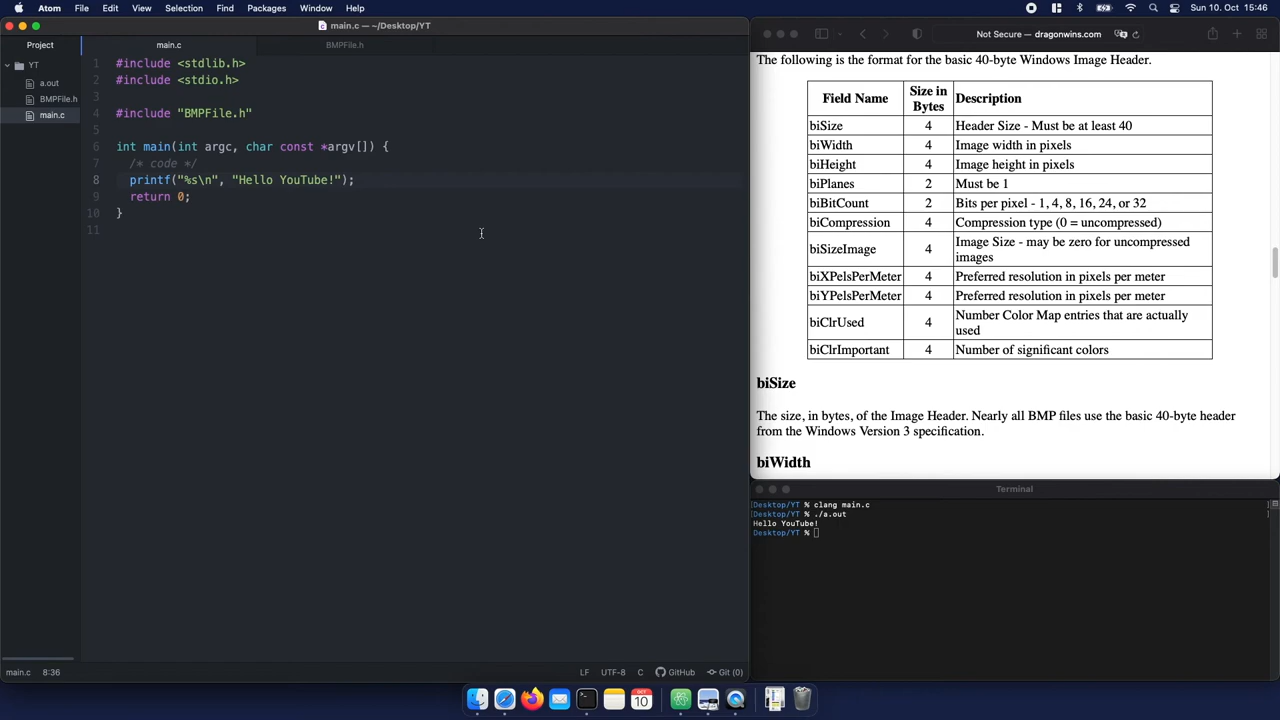 Atom File Edit View Selection Find Packages Window Help
Sun 10. Oct 15:46
main.c — ~/Desktop/YT
Project
YT
a.out
BMPFile.h
main.c
main.c BMPFile.h
1 #include <stdlib.h>
2 #include <stdio.h>
3
4 #include "BMPFile.h"
5
6 int main(int argc, char const *argv[]) {
7 /* code */
8 printf("%s\n", "Hello YouTube!");
9 return 0;
10 }
11
main.c 8:36
LF UTF-8 C GitHub Git (0)
Not Secure — dragonwins.com
The following is the format for the basic 40-byte Windows Image Header.
Field Name Size in Bytes Description
biSize 4 Header Size - Must be at least 40
biWidth 4 Image width in pixels
biHeight 4 Image height in pixels
biPlanes 2 Must be 1
biBitCount 2 Bits per pixel - 1, 4, 8, 16, 24, or 32
biCompression 4 Compression type (0 = uncompressed)
biSizeImage 4 Image Size - may be zero for uncompressed
images
biXPelsPerMeter 4 Preferred resolution in pixels per meter
biYPelsPerMeter 4 Preferred resolution in pixels per meter
biClrUsed 4 Number Color Map entries that are actually
used
biClrImportant 4 Number of significant colors
biSize
The size, in bytes, of the Image Header. Nearly all BMP files use the basic 40-byte header
from the Windows Version 3 specification.
biWidth
Terminal
[Desktop/YT % clang main.c ]
[Desktop/YT % ./a.out ]
Hello YouTube!
Desktop/YT %
OCT
10